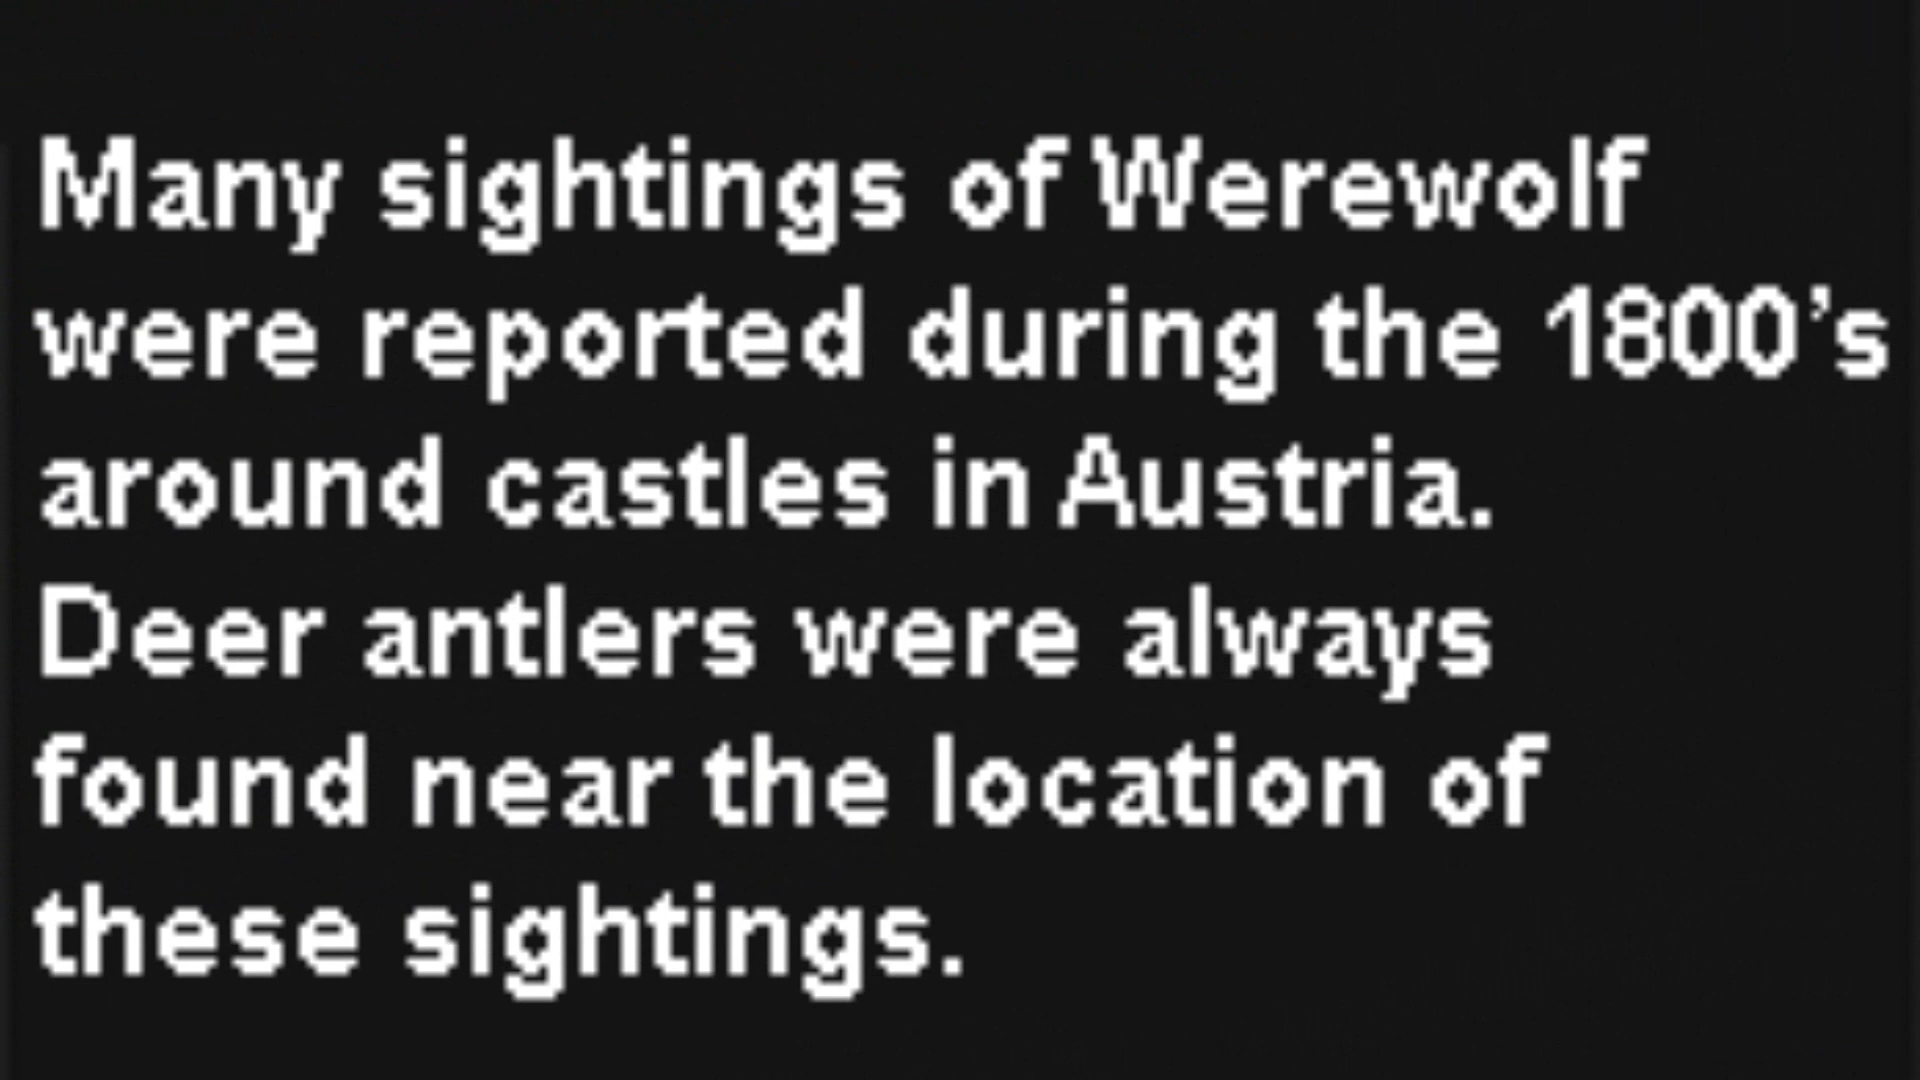 Many sightings of Werewolf
were reported during the 1800’s
around castles in Austria.
Deer antlers were always
found near the location of
these sightings.